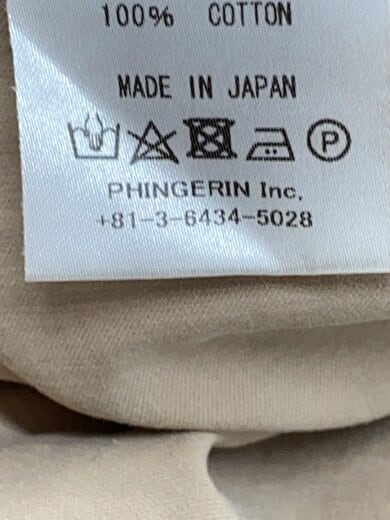 100% COTTON
MADE IN JAPAN
P
PHINGERIN Inc.
+81-3-6434-5028